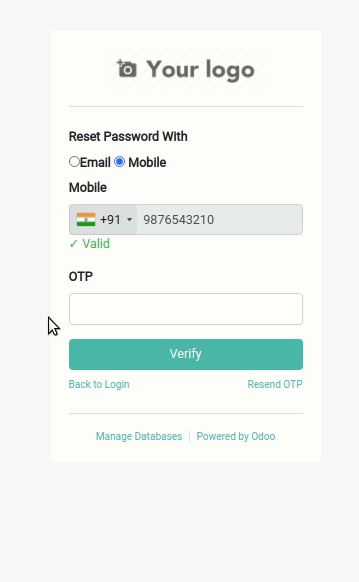 Your logo
Reset Password With
Email Mobile
Mobile
+91 9876543210
✓ Valid
OTP
Verify
Back to Login Resend OTP
Manage Databases | Powered by Odoo